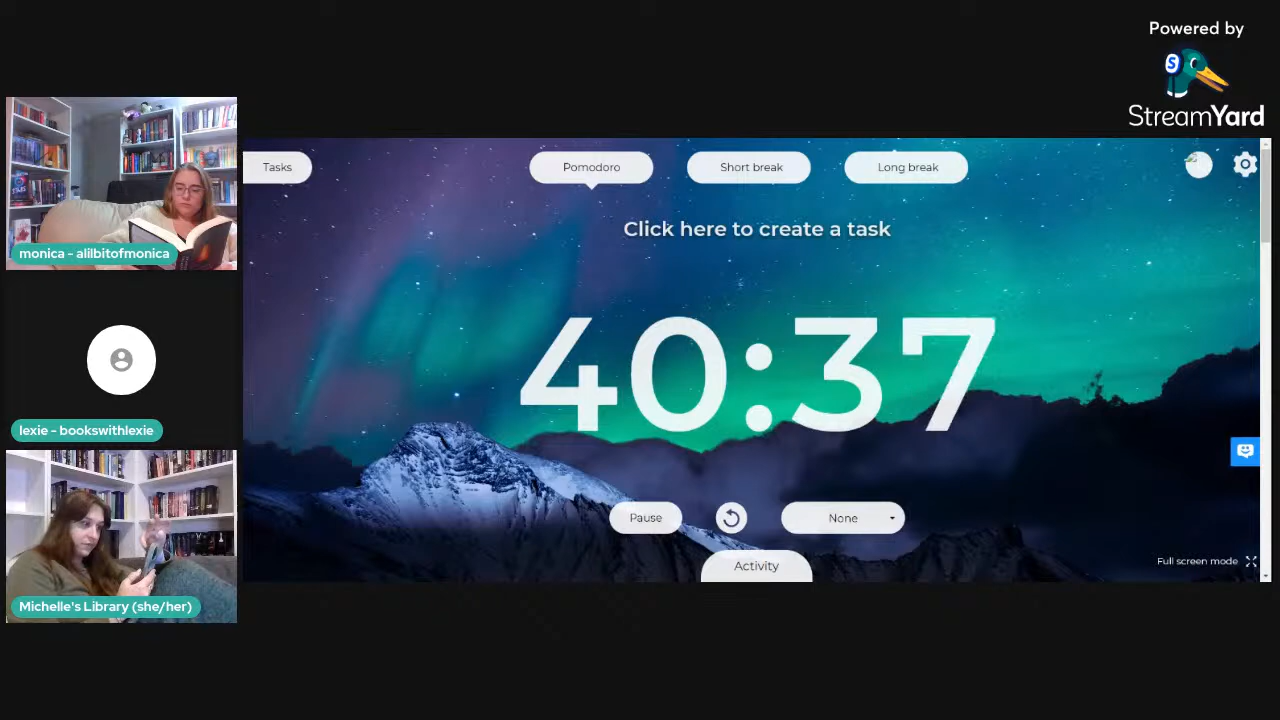 Powered by
StreamYard
monica - alilbitofmonica
lexie - bookswithlexie
Michelle's Library (she/her)
Tasks
Pomodoro
Short break
Long break
Click here to create a task
40:37
Pause
None
Activity
Full screen mode